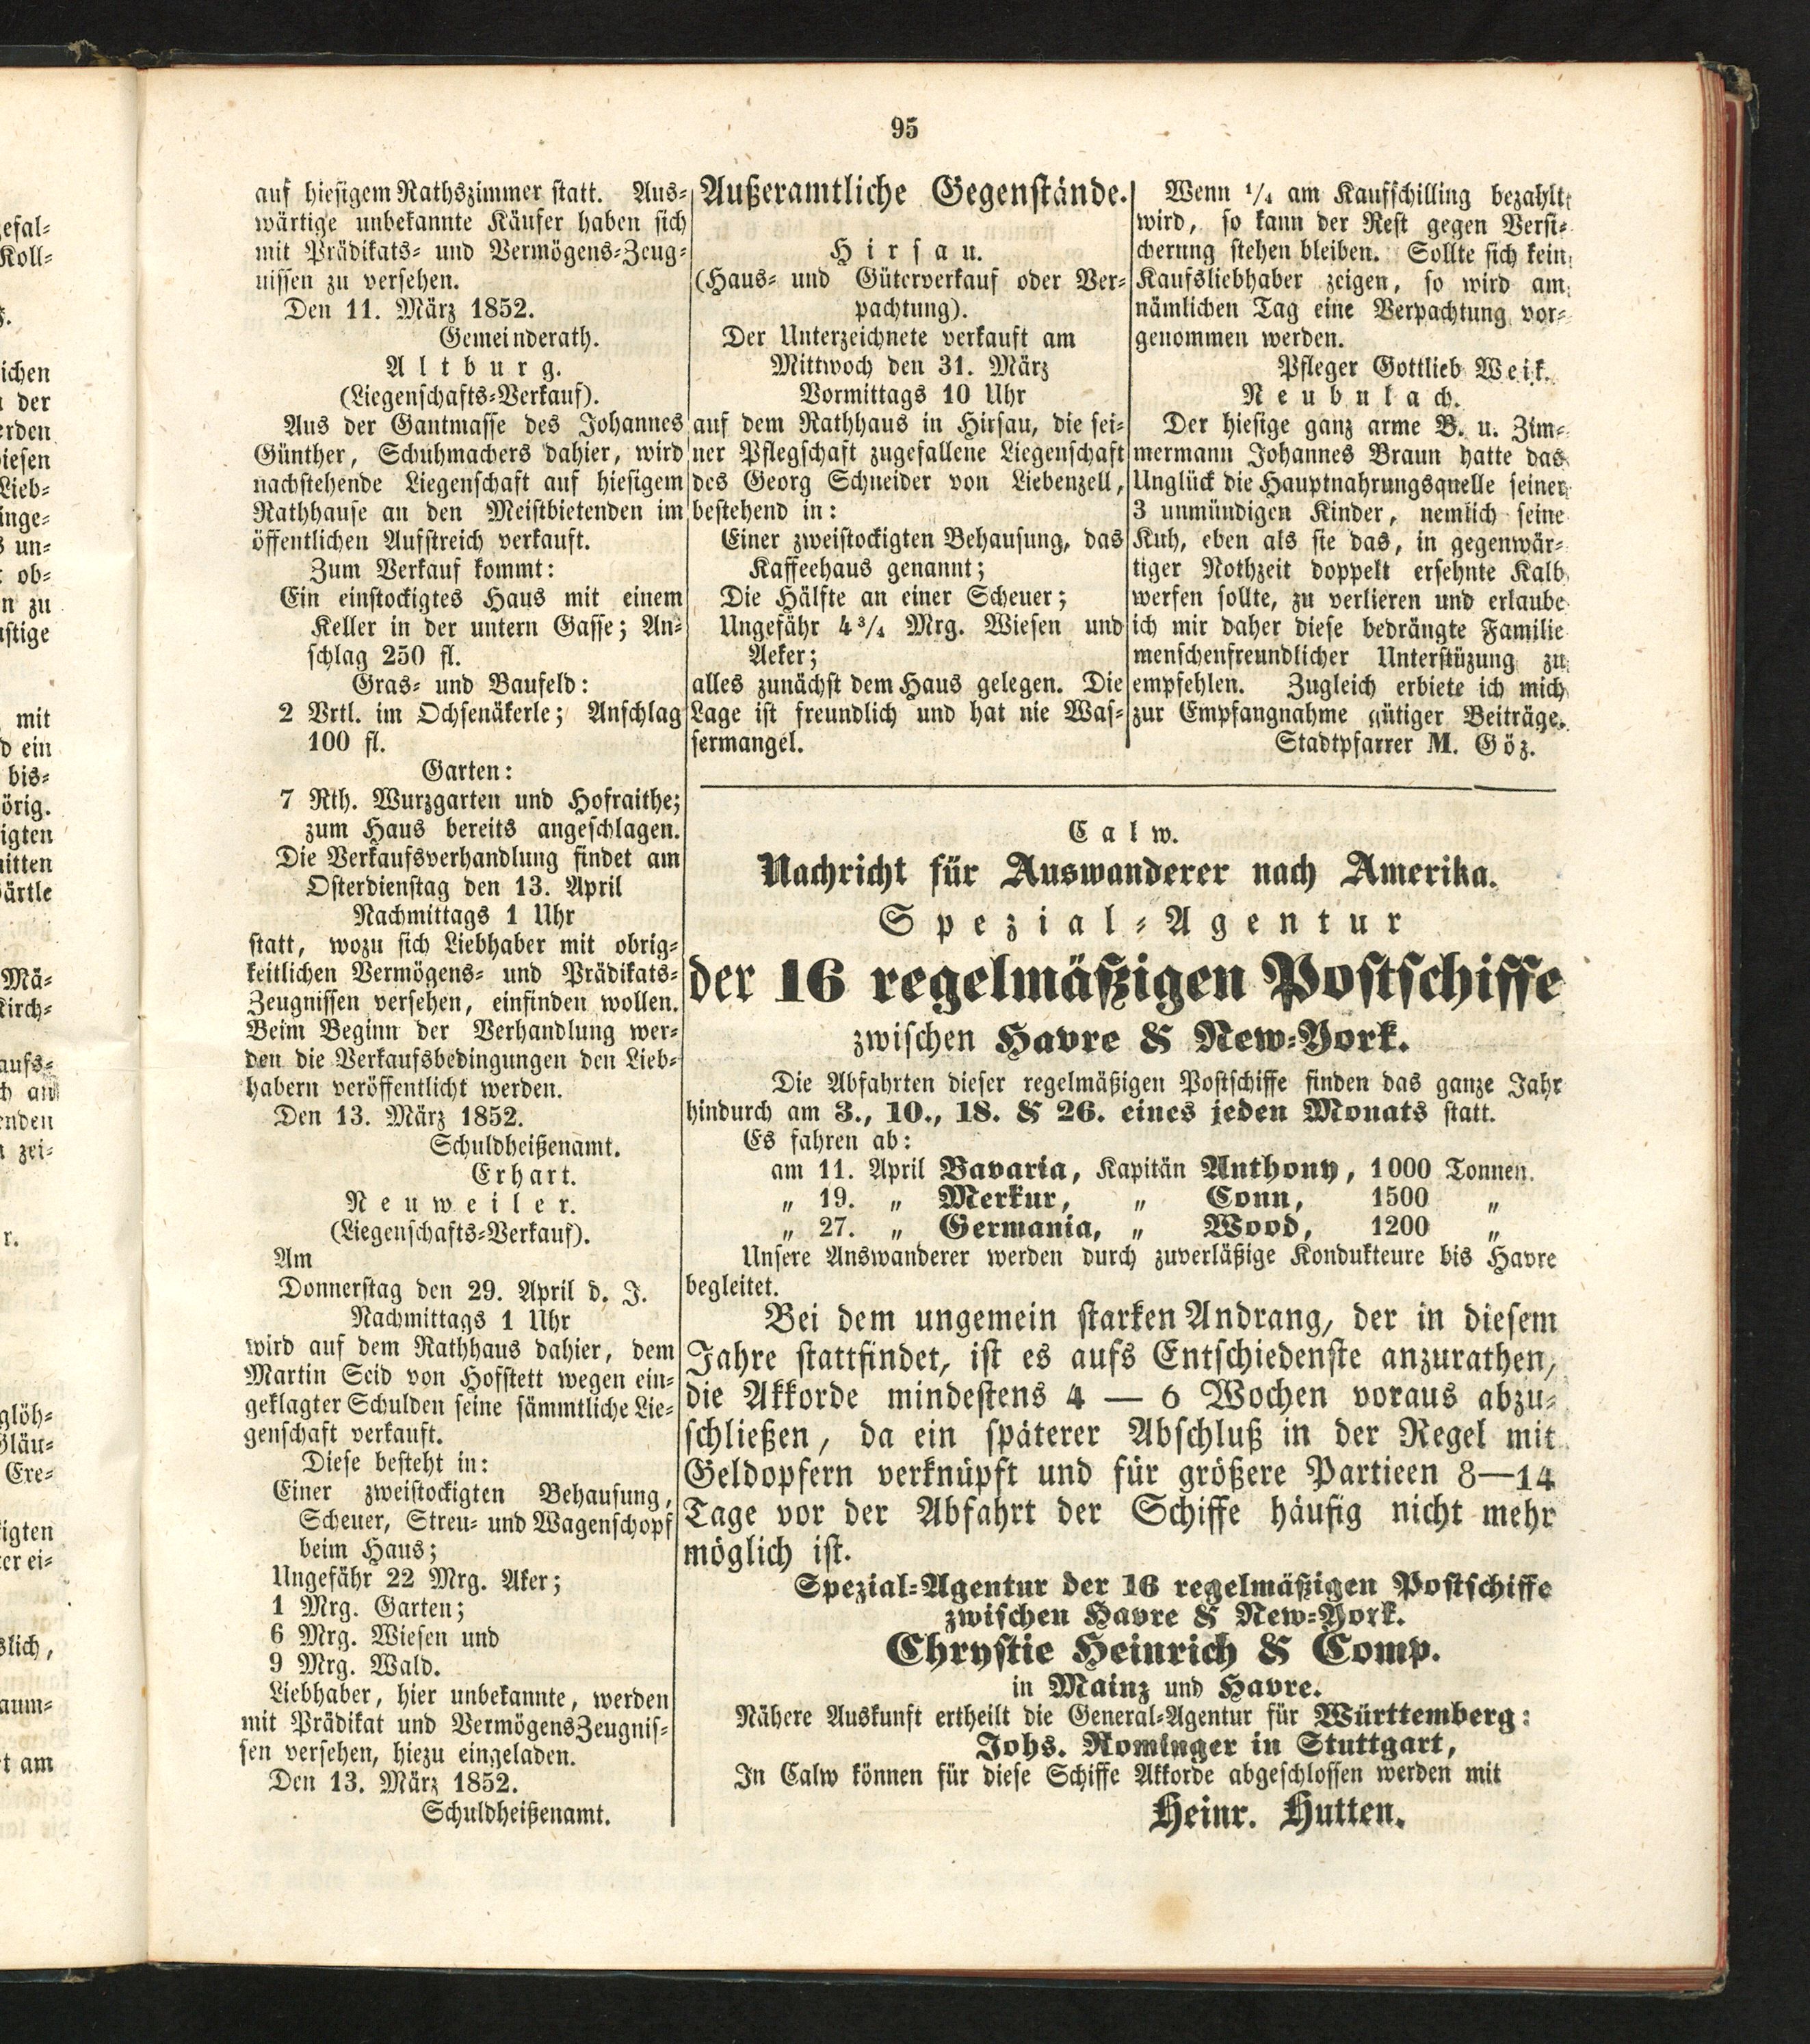 95
auf hiesigem Rathszimmer statt. Aus-
wärtige unbekannte Käufer haben sich
mit Prädikats- und Vermögens-Zeug-
nissen zu versehen.
Den 11. März 1852.
Gemeinderath.
Altburg.
(Liegenschafts-Verkauf).
Aus der Gantmasse des Johannes
Günther, Schuhmachers dahier, wird
nachstehende Liegenschaft auf hiesigem
Rathhause an den Meistbietenden im
öffentlichen Aufstreich verkauft.
Zum Verkauf kommt:
Ein einstockigtes Haus mit einem
Keller in der untern Gasse; An-
schlag 250 fl.
Gras- und Baufeld:
2 Vrtl. im Ochsenäkerle; Anschlag
100 fl.
Garten:
7 Rth. Wurzgarten und Hofraithe;
zum Haus bereits angeschlagen.
Die Verkaufsverhandlung findet am
Osterdienstag den 13. April
Nachmittags 1 Uhr
statt, wozu sich Liebhaber mit obrig-
keitlichen Vermögens- und Prädikats-
Zeugnissen versehen, einfinden wollen.
Beim Beginn der Verhandlung wer-
den die Verkaufsbedingungen den Lieb-
habern veröffentlicht werden.
Den 13. März 1852.
Schuldheißenamt.
Erhart.
Neuweiler.
(Liegenschafts-Verkauf).
Am
Donnerstag den 29. April d. J.
Nachmittags 1 Uhr
wird auf dem Rathhaus dahier, dem
Martin Seid von Hofstett wegen ein-
geklagter Schulden seine sämmtliche Lie-
genschaft verkauft.
Diese besteht in:
Einer zweistockigten Behausung,
Scheuer, Streu- und Wagenschopf
beim Haus;
Ungefähr 22 Mrg. Aker;
1 Mrg. Garten;
6 Mrg. Wiesen und
9 Mrg. Wald.
Liebhaber, hier unbekannte, werden
mit Prädikat und VermögensZeugnis-
sen versehen, hiezu eingeladen.
Den 13. März 1852.
Schuldheißenamt.
Außeramtliche Gegenstände.
Hirsau.
(Haus- und Güterverkauf oder Ver-
pachtung).
Der Unterzeichnete verkauft am
Mittwoch den 31. März
Vormittags 10 Uhr
auf dem Rathhaus in Hirsau, die sei-
ner Pflegschaft zugefallene Liegenschaft
des Georg Schneider von Liebenzell,
bestehend in:
Einer zweistockigten Behausung, das
Kaffeehaus genannt;
Die Hälfte an einer Scheuer;
Ungefähr 4 3/4 Mrg. Wiesen und
Aeker;
alles zunächst dem Haus gelegen. Die
Lage ist freundlich und hat nie Was-
sermangel.
Wenn 1/4 am Kaufschilling bezahlt
wird, so kann der Rest gegen Versi-
cherung stehen bleiben. Sollte sich kein
Kaufsliebhaber zeigen, so wird am
nämlichen Tag eine Verpachtung vor-
genommen werden.
Pfleger Gottlieb Weik.
Neubulach.
Der hiesige ganz arme B. u. Zim-
mermann Johannes Braun hatte das
Unglück die Hauptnahrungsquelle seiner
3 unmündigen Kinder, nemlich seine
Kuh, eben als sie das, in gegenwär-
tiger Nothzeit doppelt ersehnte Kalb
werfen sollte, zu verlieren und erlaube
ich mir daher diese bedrängte Familie
menschenfreundlicher Unterstüzung zu
empfehlen. Zugleich erbiete ich mich
zur Empfangnahme gütiger Beiträge.
Stadtpfarrer M. Göz.
Calw.
Nachricht für Auswanderer nach Amerika.
Spezial-Agentur
der 16 regelmäßigen Postschiffe
zwischen Havre & New-York.
Die Abfahrten dieser regelmäßigen Postschiffe finden das ganze Jahr
hindurch am 3., 10., 18. & 26. eines jeden Monats statt.
Es fahren ab:
am 11. April Bavaria, Kapitän Anthony, 1000 Tonnen.
„ 19. „ Merkur, „ Conn, 1500 „
„ 27. „ Germania, „ Wood, 1200 „
Unsere Answanderer werden durch zuverläßige Kondukteure bis Havre
begleitet.
Bei dem ungemein starken Andrang, der in diesem
Jahre stattfindet, ist es aufs Entschiedenste anzurathen,
die Akkorde mindestens 4 — 6 Wochen voraus abzu-
schließen, da ein späterer Abschluß in der Regel mit
Geldopfern verknüpft und für größere Partieen 8—14
Tage vor der Abfahrt der Schiffe häufig nicht mehr
möglich ist.
Spezial-Agentur der 16 regelmäßigen Postschiffe
zwischen Havre & New-York.
Chrystie Heinrich & Comp.
in Mainz und Havre.
Nähere Auskunft ertheilt die General-Agentur für Württemberg:
Johs. Rominger in Stuttgart,
In Calw können für diese Schiffe Akkorde abgeschlossen werden mit
Heinr. Hutten.